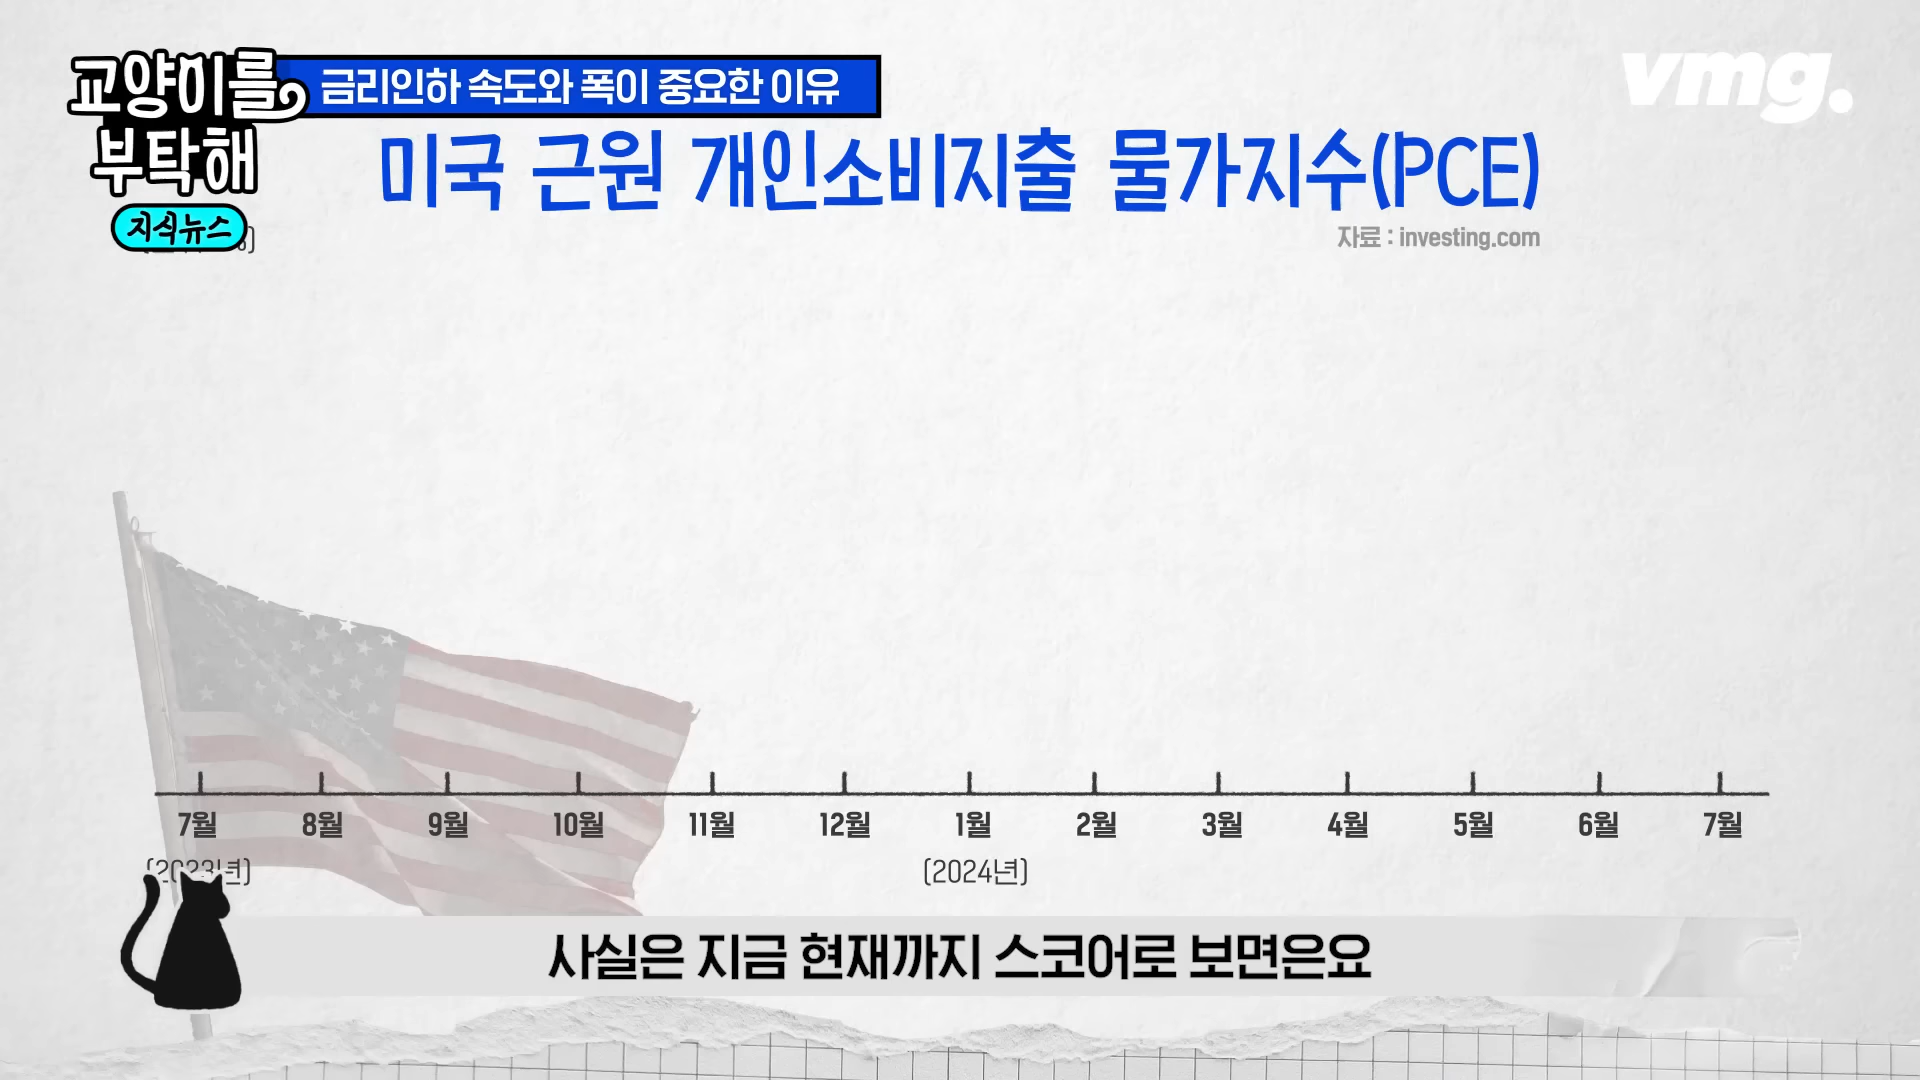 교양이를
부탁해
지식뉴스
금리인하 속도와 폭이 중요한 이유
vmg.
미국 근원 개인소비지출 물가지수(PCE)
자료 : investing.com
7월 8월 9월 10월 11월 12월 1월 2월 3월 4월 5월 6월 7월
(2023년) (2024년)
사실은 지금 현재까지 스코어로 보면은요